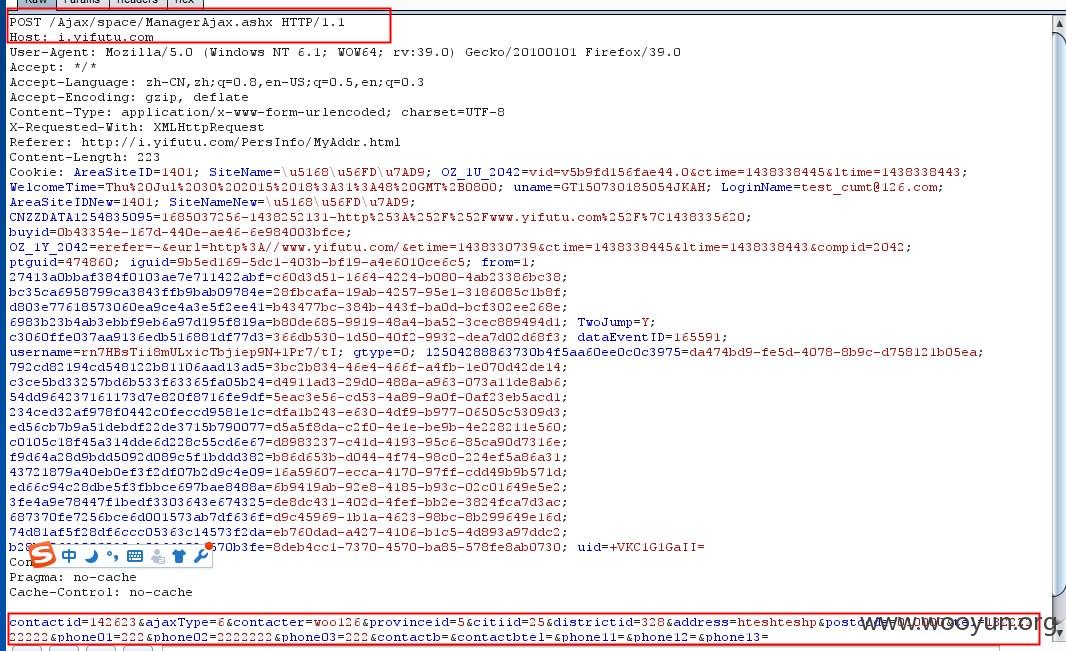 Raw Params Headers Hex
POST /Ajax/space/ManagerAjax.ashx HTTP/1.1
Host: i.yifutu.com
User-Agent: Mozilla/5.0 (Windows NT 6.1; WOW64; rv:39.0) Gecko/20100101 Firefox/39.0
Accept: */*
Accept-Language: zh-CN,zh;q=0.8,en-US;q=0.5,en;q=0.3
Accept-Encoding: gzip, deflate
Content-Type: application/x-www-form-urlencoded; charset=UTF-8
X-Requested-With: XMLHttpRequest
Referer: http://i.yifutu.com/PersInfo/MyAddr.html
Content-Length: 223
Cookie: AreaSiteID=1401; SiteName=\u5168\u56FD\u7AD9; OZ_1U_2042=vid=v5b9fd156fae44.0&ctime=1438338445&ltime=1438338443;
WelcomeTime=Thu%20Jul%2030%202015%2018%3A31%3A48%20GMT%2B0800; uname=GT150730185054JKAH; LoginName=test_cumt@126.com;
AreaSiteIDNew=1401; SiteNameNew=\u5168\u56FD\u7AD9;
CNZZDATA1254835095=1685037256-1438252131-http%253A%252F%252Fwww.yifutu.com%252F%7C1438335620;
buyid=0b43354e-167d-440e-ae46-6e984003bfce;
OZ_1Y_2042=erefer=-&eurl=http%3A//www.yifutu.com/&etime=1438330739&ctime=1438338445&ltime=1438338443&compid=2042;
ptguid=474860; iguid=9b5ed169-5dc1-403b-bf19-a4e6010ce6c5; from=1;
27413a0bbaf384f0103ae7e711422abf=c60d3d51-1664-4224-b080-4ab23386bc38;
bc35ca6958799ca3843ffb9bab09784e=28fbcafa-19ab-4257-95e1-3186085c1b8f;
d803e77618573060ea9ce4a3e5f2ee41=b43477bc-384b-443f-ba0d-bcf302ee268e;
6983b23b4ab3ebbf9eb6a97d195f819a=b80de685-9919-48a4-ba52-3cec889494d1; TwoJump=Y;
c3060ffe037aa9136edb516881df77d3=366db530-1d50-40f2-9932-dea7d02d68f3; dataEventID=165591;
username=rn7HBsTii8mULxicTbjiep9N+1Pr7/tI; gtype=0; 12504288863730b4f5aa60ee0c0c3975=da474bd9-fe5d-4078-8b9c-d758121b05ea;
792cd82194cd548122b81106aad13ad5=3bc2b834-46e4-466f-a4fb-1e070d42de14;
c3ce5bd33257bd6b533f63365fa05b24=d4911ad3-29d0-488a-a963-073a11de8ab6;
54dd964237161173d7e820f8716fe9df=5eac3e56-cd53-4a89-9a0f-0af23eb5acd1;
234ced32af978f0442c0feccd9581e1c=dfa1b243-e630-4df9-b977-06505c5309d3;
ed56cb7b9a51debdf22de3715b790077=d5a5f8da-c2f0-4e1e-be9b-4e228211e560;
c0105c18f45a314dde6d228c55cd6e67=d8983237-c41d-4193-95c6-85ca90d7316e;
f9d64a28d9bdd5092d089c5f1bddd382=b86d653b-d044-4f74-98c0-224ef5a86a31;
43721879a40eb0ef3f2df07b2d9c4e09=16a59607-ecca-4170-97ff-cdd49b9b571d;
ed66c94c28dbe5f3fbbce697bae8488a=6b9419ab-92e8-4185-b93c-02c01649e5e2;
3fe4a9e78447f1bedf3303643e674325=de8dc431-402d-4fef-bb2e-3824fca7d3ac;
687370fe7256bce6d001573ab7df636f=d9c45969-1b1a-4623-98bc-8b299649e16d;
74d81af5f28df6ccc05363c14573f2da=eb760dad-a427-4106-b1c5-4d893a97ddc2;
570b3fe=8deb4cc1-7370-4570-ba85-578fe8ab0730; uid=+VKC1G1GaII=
S 中
Pragma: no-cache
Cache-Control: no-cache
contactid=142623&ajaxType=6&contacter=woo126&provinceid=5&citiid=25&districtid=328&address=hteshteshp&postcode=
22222&phone01=222&phone02=2222222&phone03=222&contactb=&contactbtel=&phone11=&phone12=&phone13=
www.wooyun.org